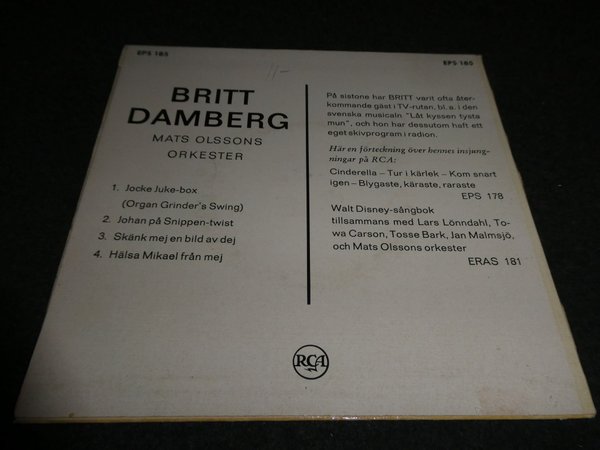 EPS 185
EPS 185
11-
BRITT
DAMBERG
MATS OLSSONS
ORKESTER
1. Jocke Juke-box
(Organ Grinder's Swing)
2. Johan på Snippen-twist
3. Skänk mej en bild av dej
4. Hälsa Mikael från mej
På sistone har BRITT varit ofta åter-
kommande gäst i TV-rutan, bl. a. i den
svenska musicaln "Låt kyssen tysta
mun", och hon har dessutom haft ett
eget skivprogram i radion.
Här en förteckning över hennes insjung-
ningar på RCA:
Cinderella - Tur i kärlek - Kom snart
igen - Blygaste, käraste, raraste
EPS 178
Walt Disney-sångbok
tillsammans med Lars Lönndahl, To-
wa Carson, Tosse Bark, Jan Malmsjö,
och Mats Olssons orkester
ERAS 181
RCA